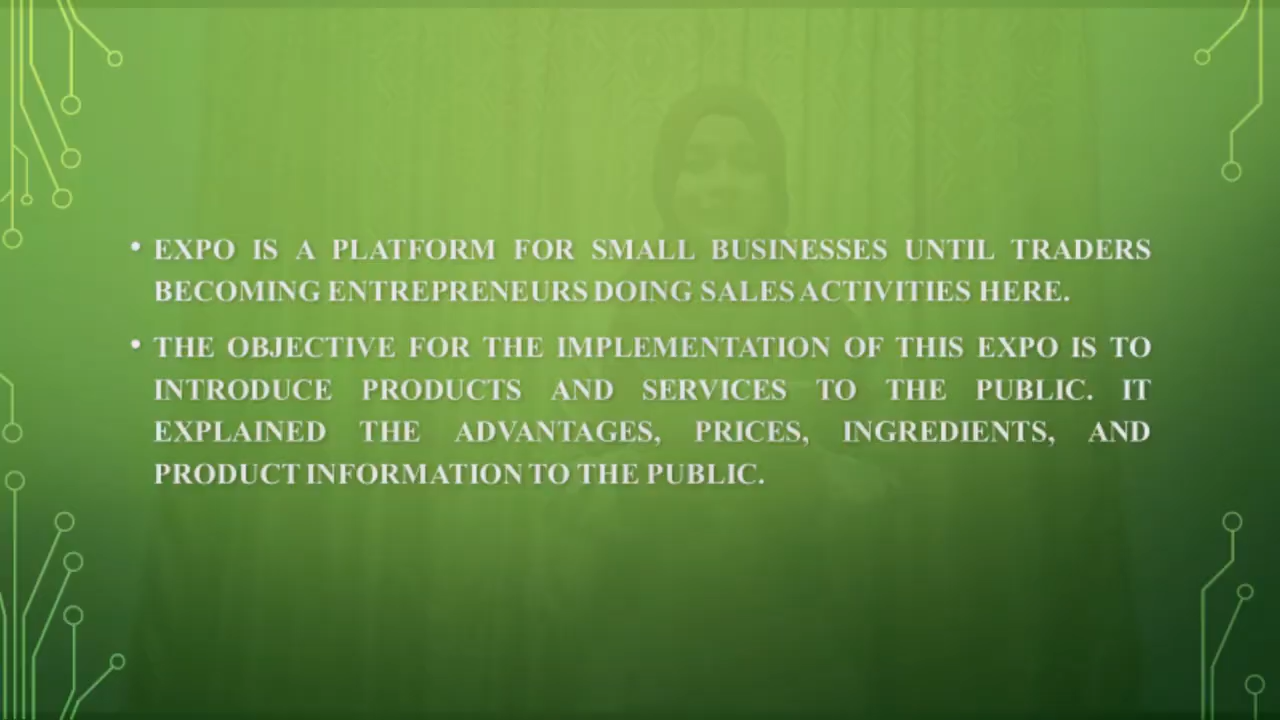 • EXPO IS A PLATFORM FOR SMALL BUSINESSES UNTIL TRADERS
BECOMING ENTREPRENEURS DOING SALES ACTIVITIES HERE.
• THE OBJECTIVE FOR THE IMPLEMENTATION OF THIS EXPO IS TO
INTRODUCE PRODUCTS AND SERVICES TO THE PUBLIC. IT
EXPLAINED THE ADVANTAGES, PRICES, INGREDIENTS, AND
PRODUCT INFORMATION TO THE PUBLIC.